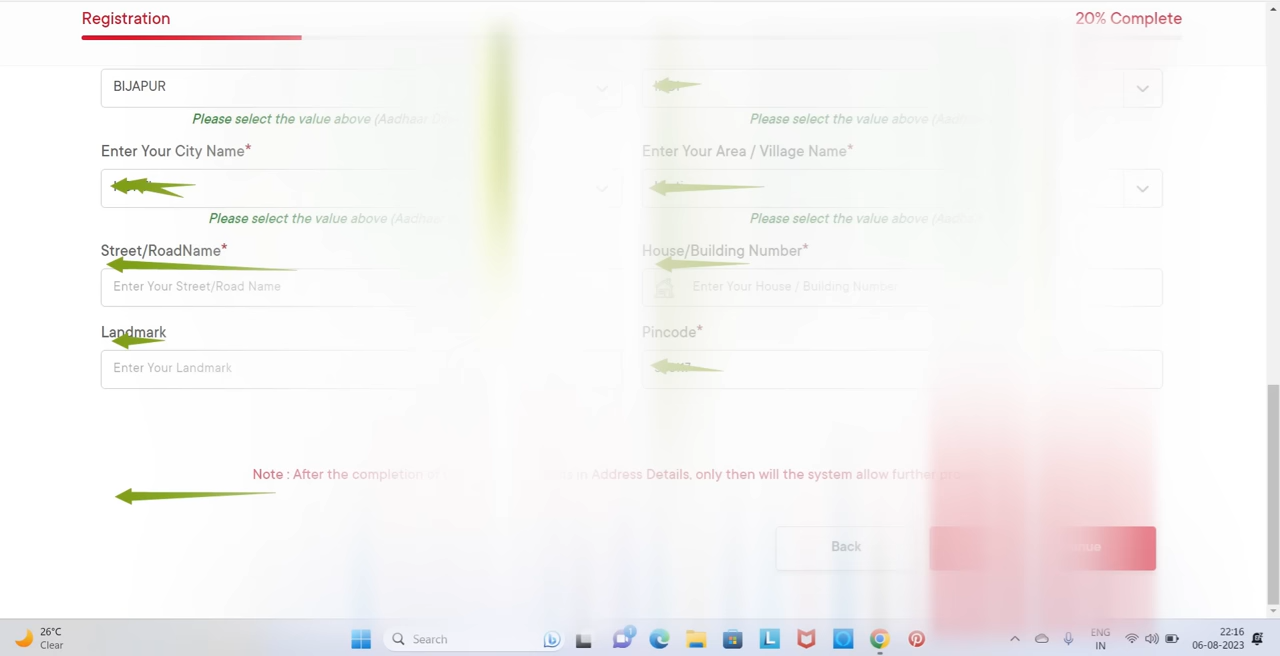 Registration 20% Complete
BIJAPUR
Please select the value above (Aadhaar Please select the value above (Aadhaar
Enter Your City Name* Enter Your Area / Village Name*
Please select the value above (Aadhaar Please select the value above
Street/RoadName* House/Building Number*
Enter Your Street/Road Name Enter Your House / Building Number
Landmark Pincode*
Enter Your Landmark
Note : After the completion of in Address Details, only then will the system allow further
Back
26°C
Clear
Search
ENG
IN
22:16
06-08-2023